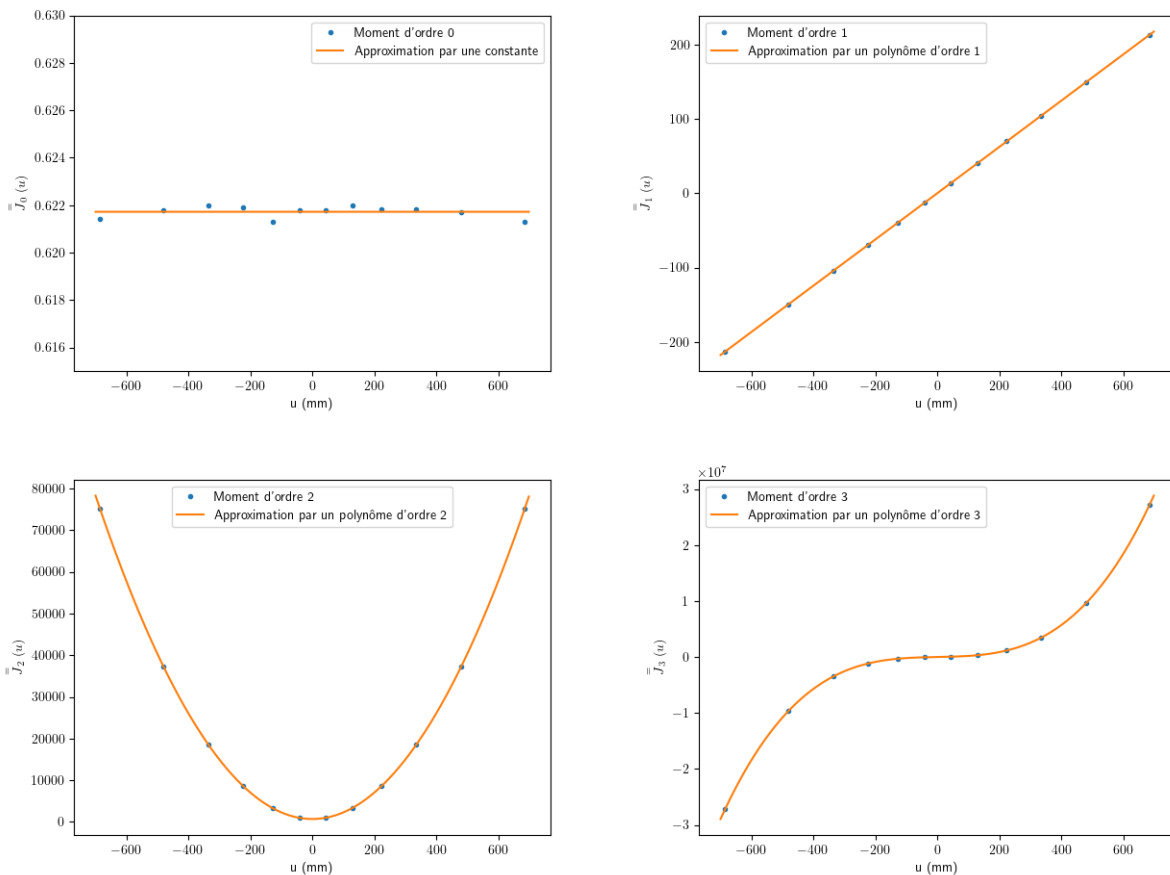 0.630
0.628
0.626
0.624
0.622
0.620
0.618
0.616
J̿₀ (u)
Moment d'ordre 0
Approximation par une constante
−600 −400 −200 0 200 400 600
u (mm)
200
100
0
−100
−200
J̿₁ (u)
Moment d'ordre 1
Approximation par un polynôme d'ordre 1
−600 −400 −200 0 200 400 600
u (mm)
80000
70000
60000
50000
40000
30000
20000
10000
0
J̿₂ (u)
Moment d'ordre 2
Approximation par un polynôme d'ordre 2
−600 −400 −200 0 200 400 600
u (mm)
×10⁷
3
2
1
0
−1
−2
−3
J̿₃ (u)
Moment d'ordre 3
Approximation par un polynôme d'ordre 3
−600 −400 −200 0 200 400 600
u (mm)